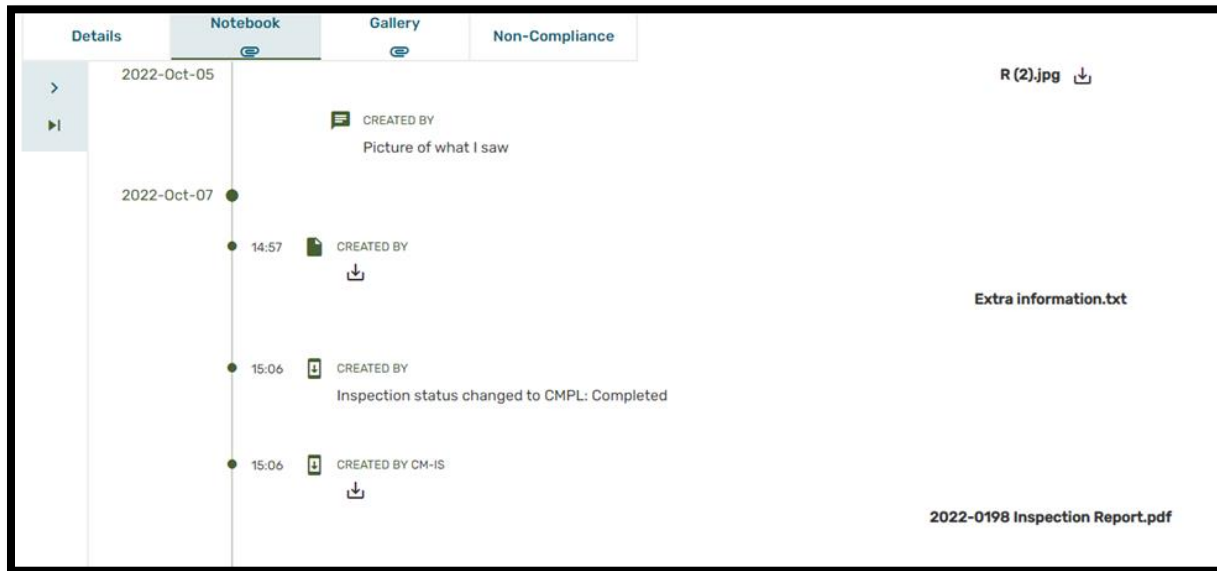 Details
Notebook
Gallery
Non-Compliance
2022-Oct-05
R (2).jpg
CREATED BY
Picture of what I saw
2022-Oct-07
14:57 CREATED BY
Extra information.txt
15:06 CREATED BY
Inspection status changed to CMPL: Completed
15:06 CREATED BY CM-IS
2022-0198 Inspection Report.pdf